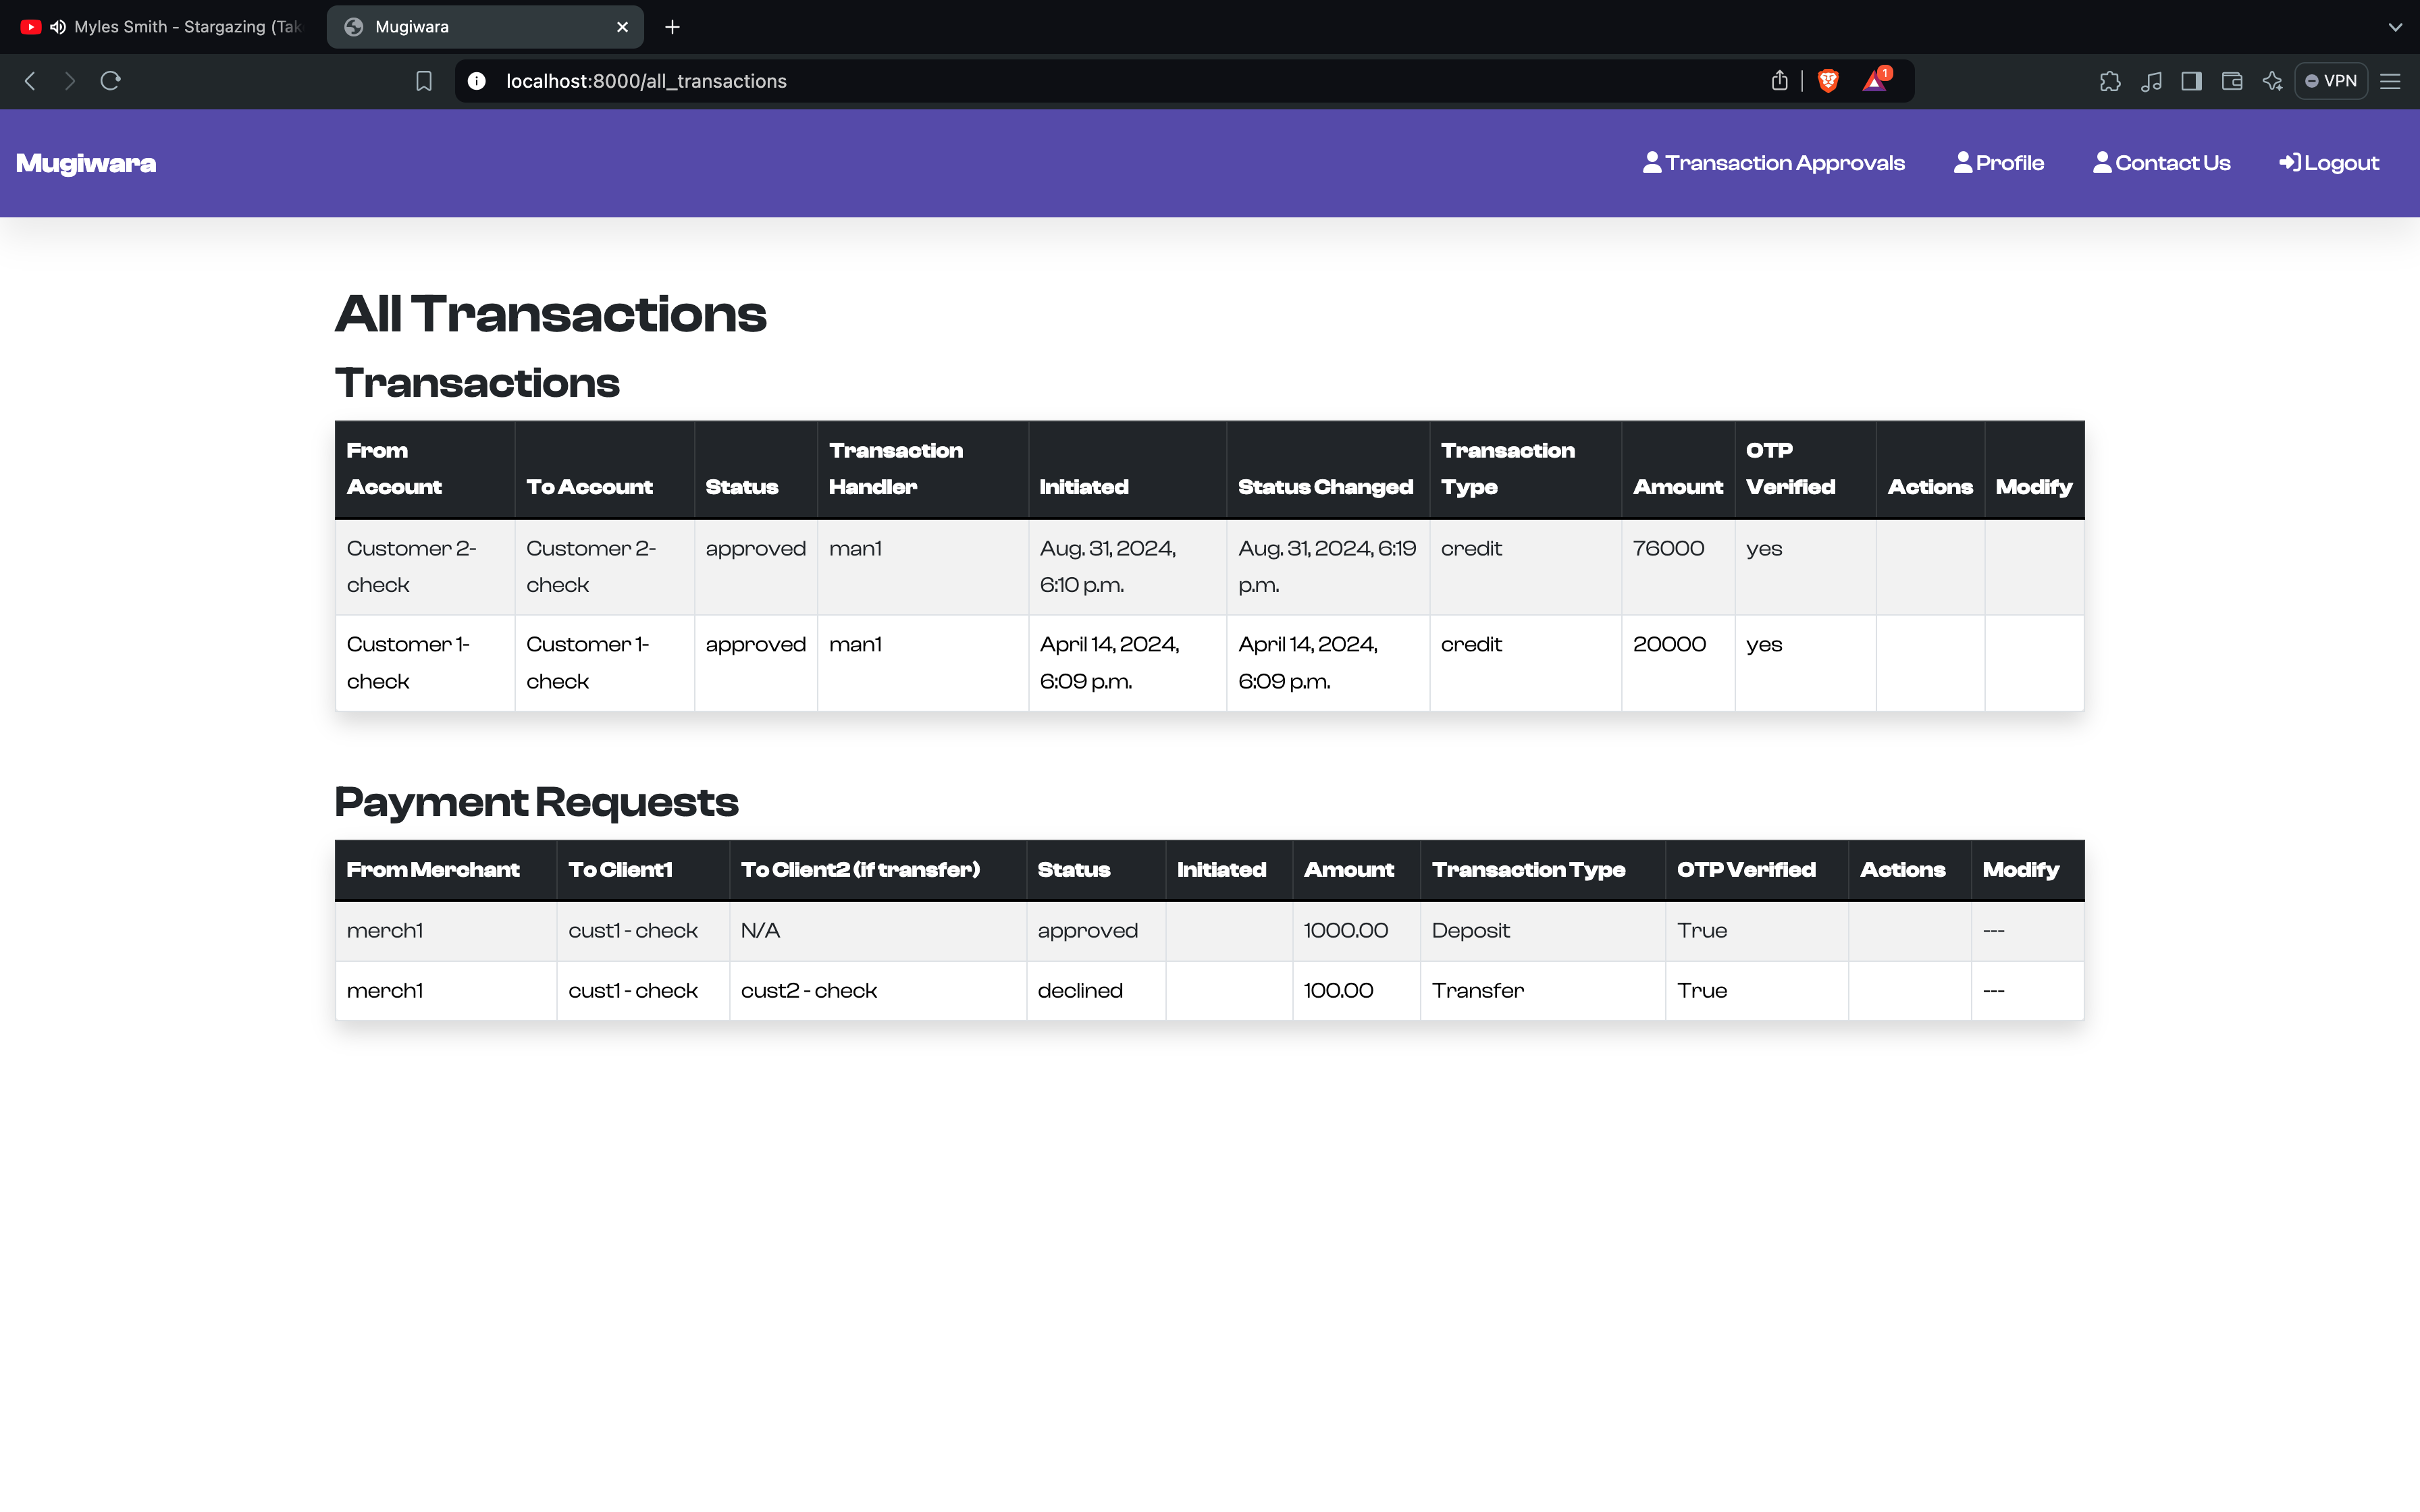 Myles Smith - Stargazing (Tak
Mugiwara
localhost:8000/all_transactions
1
VPN
Mugiwara
Transaction Approvals
Profile
Contact Us
Logout
All Transactions
Transactions
From Account To Account Status Transaction Handler Initiated Status Changed Transaction Type Amount OTP Verified Actions Modify
Customer 2-check Customer 2-check approved man1 Aug. 31, 2024, 6:10 p.m. Aug. 31, 2024, 6:19 p.m. credit 76000 yes
Customer 1-check Customer 1-check approved man1 April 14, 2024, 6:09 p.m. April 14, 2024, 6:09 p.m. credit 20000 yes
Payment Requests
From Merchant To Client1 To Client2 (if transfer) Status Initiated Amount Transaction Type OTP Verified Actions Modify
merch1 cust1 - check N/A approved 1000.00 Deposit True ---
merch1 cust1 - check cust2 - check declined 100.00 Transfer True ---